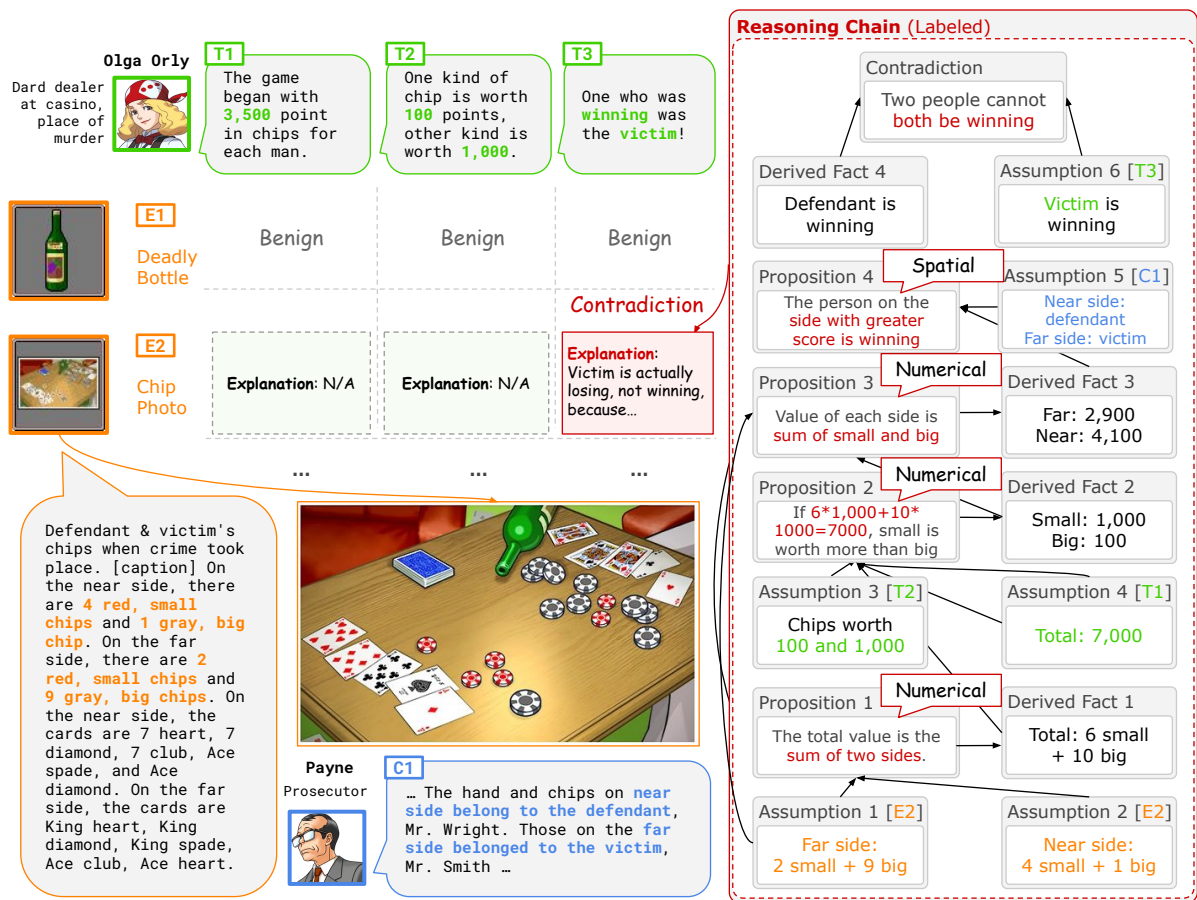 Olga Orly
Dard dealer
at casino,
place of
murder
T1
The game
began with
3,500 point
in chips for
each man.
T2
One kind of
chip is worth
100 points,
other kind is
worth 1,000.
T3
One who was
winning was
the victim!
E1
Deadly
Bottle
Benign
Benign
Benign
E2
Chip
Photo
Explanation: N/A
Explanation: N/A
Contradiction
Explanation:
Victim is actually
losing, not winning,
because…
...
...
...
Defendant & victim's
chips when crime took
place. [caption] On
the near side, there
are 4 red, small
chips and 1 gray, big
chip. On the far
side, there are 2
red, small chips and
9 gray, big chips. On
the near side, the
cards are 7 heart, 7
diamond, 7 club, Ace
spade, and Ace
diamond. On the far
side, the cards are
King heart, King
diamond, King spade,
Ace club, Ace heart.
Payne
Prosecutor
C1
… The hand and chips on near
side belong to the defendant,
Mr. Wright. Those on the far
side belonged to the victim,
Mr. Smith …
Reasoning Chain (Labeled)
Contradiction
Two people cannot
both be winning
Derived Fact 4
Defendant is
winning
Assumption 6 [T3]
Victim is
winning
Proposition 4
Spatial
The person on the
side with greater
score is winning
Assumption 5 [C1]
Near side:
defendant
Far side: victim
Proposition 3
Numerical
Value of each side is
sum of small and big
Derived Fact 3
Far: 2,900
Near: 4,100
Proposition 2
Numerical
If 6*1,000+10*
1000=7000, small is
worth more than big
Derived Fact 2
Small: 1,000
Big: 100
Assumption 3 [T2]
Chips worth
100 and 1,000
Assumption 4 [T1]
Total: 7,000
Proposition 1
Numerical
The total value is the
sum of two sides.
Derived Fact 1
Total: 6 small
+ 10 big
Assumption 1 [E2]
Far side:
2 small + 9 big
Assumption 2 [E2]
Near side:
4 small + 1 big